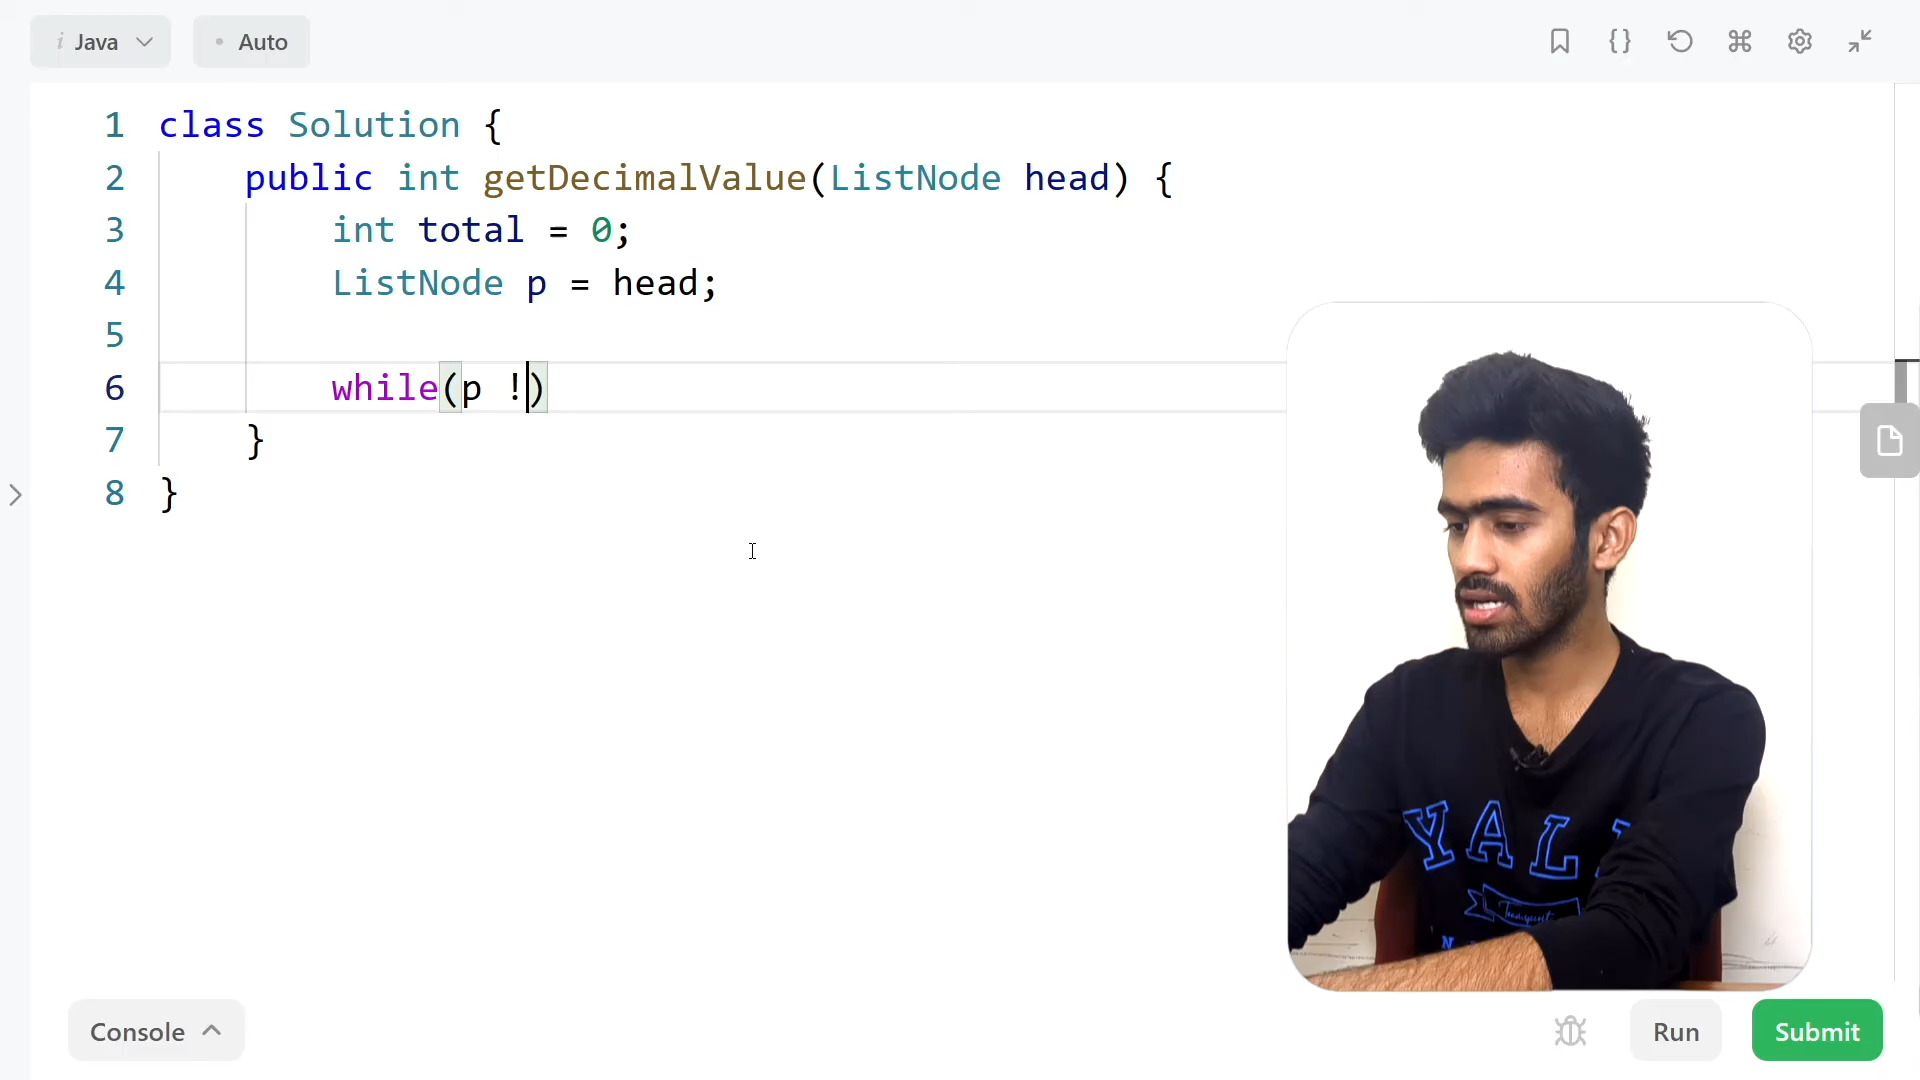 i Java
• Auto
1 class Solution {
2 public int getDecimalValue(ListNode head) {
3 int total = 0;
4 ListNode p = head;
5
6 while(p !)
7 }
8 }
YAL
Console
Run
Submit